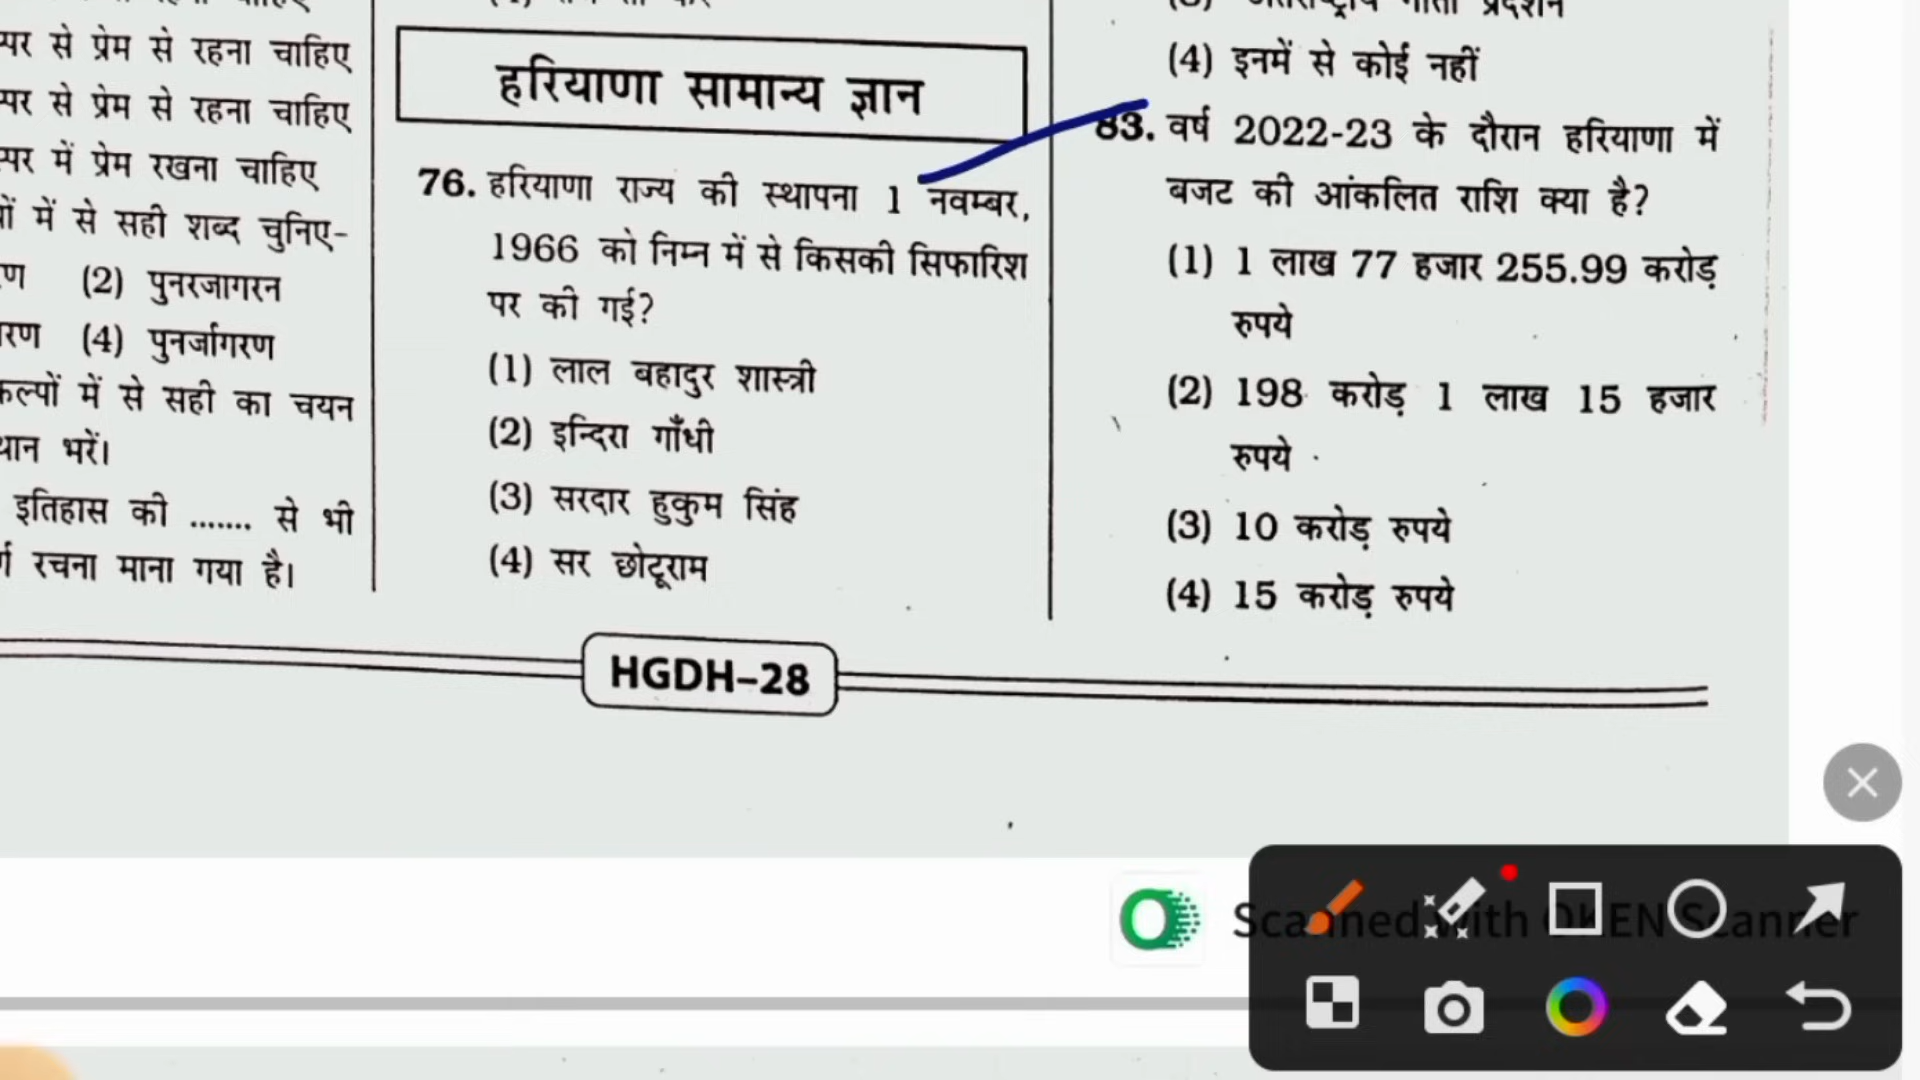 पर से प्रेम से रहना चाहिए
पर से प्रेम से रहना चाहिए
पर में प्रेम रखना चाहिए
में से सही शब्द चुनिए-
(2) पुनरजागरन
(4) पुनर्जागरण
में से सही का चयन
भरें।
इतिहास की ....... से भी
रचना माना गया है।
हरियाणा सामान्य ज्ञान
76. हरियाणा राज्य की स्थापना 1 नवम्बर,
1966 को निम्न में से किसकी सिफारिश
पर की गई?
(1) लाल बहादुर शास्त्री
(2) इन्दिरा गाँधी
(3) सरदार हुकुम सिंह
(4) सर छोटूराम
(4) इनमें से कोई नहीं
83. वर्ष 2022-23 के दौरान हरियाणा में
बजट की आंकलित राशि क्या है?
(1) 1 लाख 77 हजार 255.99 करोड़
रुपये
(2) 198 करोड़ 1 लाख 15 हजार
रुपये
(3) 10 करोड़ रुपये
(4) 15 करोड़ रुपये
HGDH-28
Scanned with OKEN Scanner